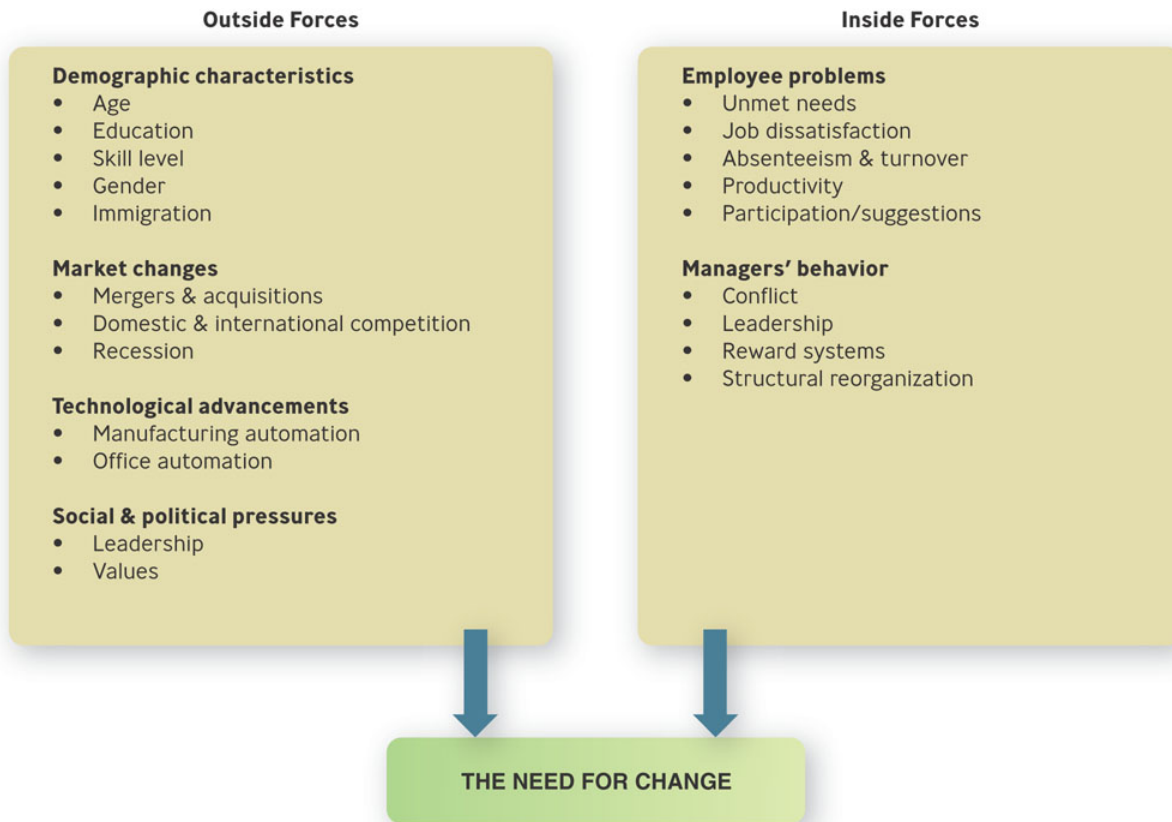 Outside Forces
Demographic characteristics
• Age
• Education
• Skill level
• Gender
• Immigration
Market changes
• Mergers & acquisitions
• Domestic & international competition
• Recession
Technological advancements
• Manufacturing automation
• Office automation
Social & political pressures
• Leadership
• Values
Inside Forces
Employee problems
• Unmet needs
• Job dissatisfaction
• Absenteeism & turnover
• Productivity
• Participation/suggestions
Managers’ behavior
• Conflict
• Leadership
• Reward systems
• Structural reorganization
THE NEED FOR CHANGE